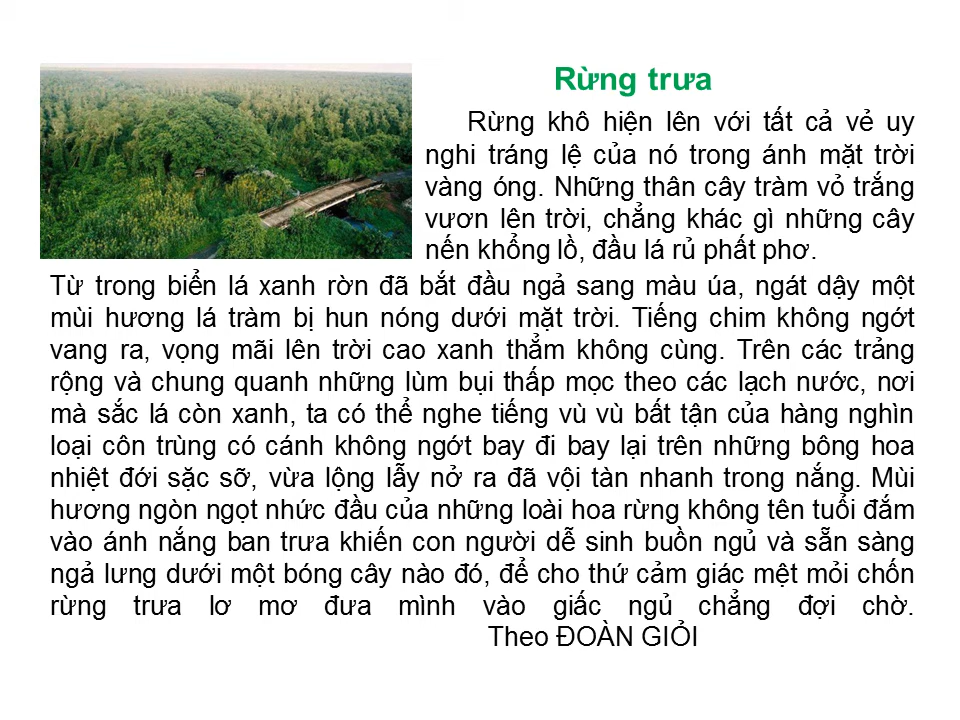 Rừng trưa
Rừng khô hiện lên với tất cả vẻ uy
nghi tráng lệ của nó trong ánh mặt trời
vàng óng. Những thân cây tràm vỏ trắng
vươn lên trời, chẳng khác gì những cây
nến khổng lồ, đầu lá rủ phất phơ.
Từ trong biển lá xanh rờn đã bắt đầu ngả sang màu úa, ngát dậy một
mùi hương lá tràm bị hun nóng dưới mặt trời. Tiếng chim không ngớt
vang ra, vọng mãi lên trời cao xanh thẳm không cùng. Trên các trảng
rộng và chung quanh những lùm bụi thấp mọc theo các lạch nước, nơi
mà sắc lá còn xanh, ta có thể nghe tiếng vù vù bất tận của hàng nghìn
loại côn trùng có cánh không ngớt bay đi bay lại trên những bông hoa
nhiệt đới sặc sỡ, vừa lộng lẫy nở ra đã vội tàn nhanh trong nắng. Mùi
hương ngòn ngọt nhức đầu của những loài hoa rừng không tên tuổi đắm
vào ánh nắng ban trưa khiến con người dễ sinh buồn ngủ và sẵn sàng
ngả lưng dưới một bóng cây nào đó, để cho thứ cảm giác mệt mỏi chốn
rừng trưa lơ mơ đưa mình vào giấc ngủ chẳng đợi chờ.
Theo ĐOÀN GIỎI